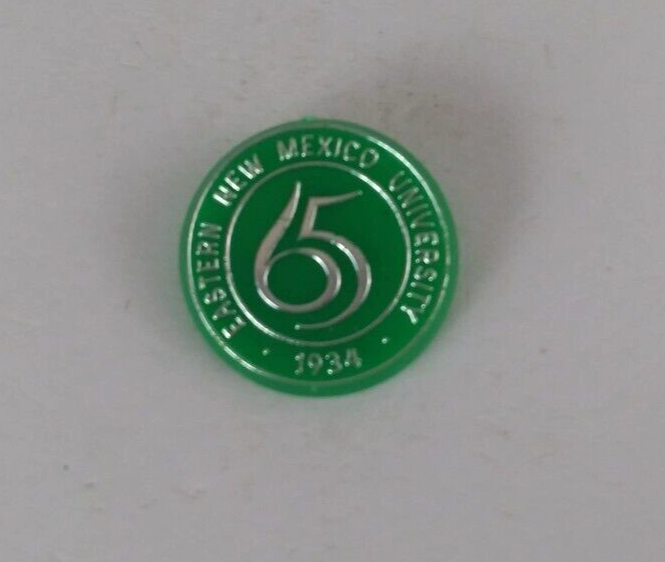 EASTERN NEW MEXICO UNIVERSITY
65
· 1934 ·